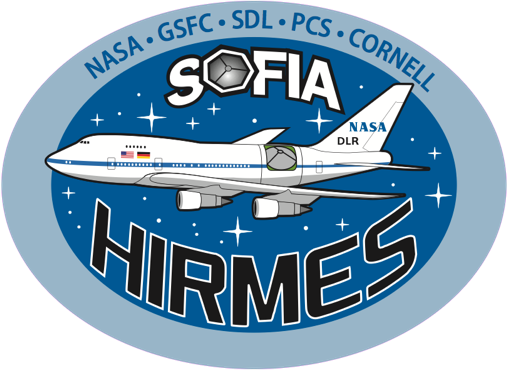 NASA • GSFC • SDL • PCS • CORNELL
SOFIA
NASA
DLR
HIRMES